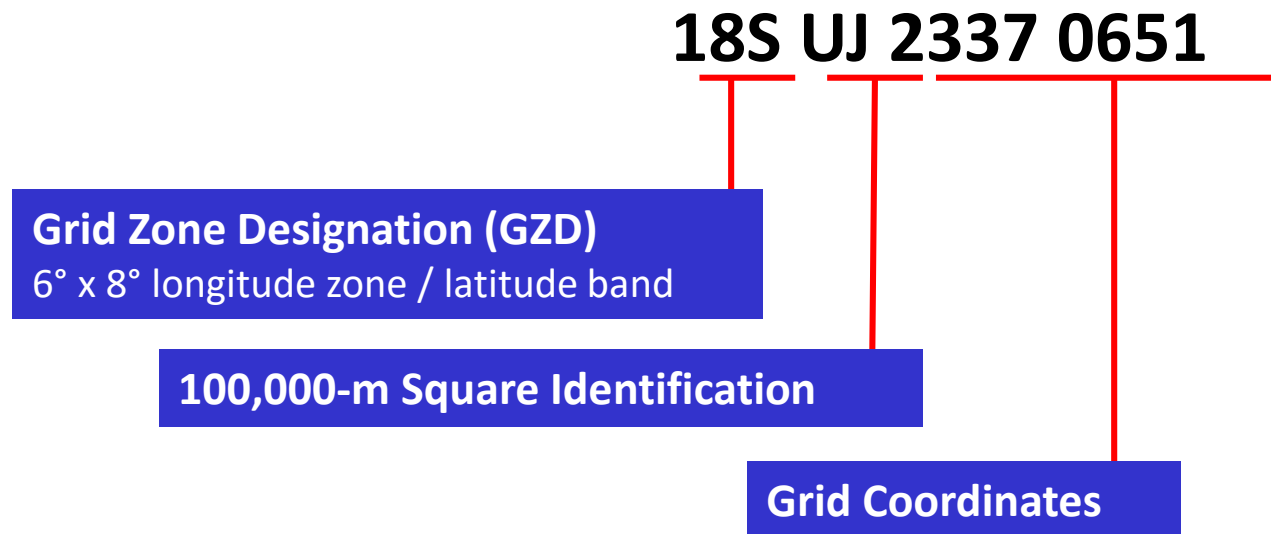 18S UJ 2337 0651
Grid Zone Designation (GZD)
6° x 8° longitude zone / latitude band
100,000-m Square Identification
Grid Coordinates